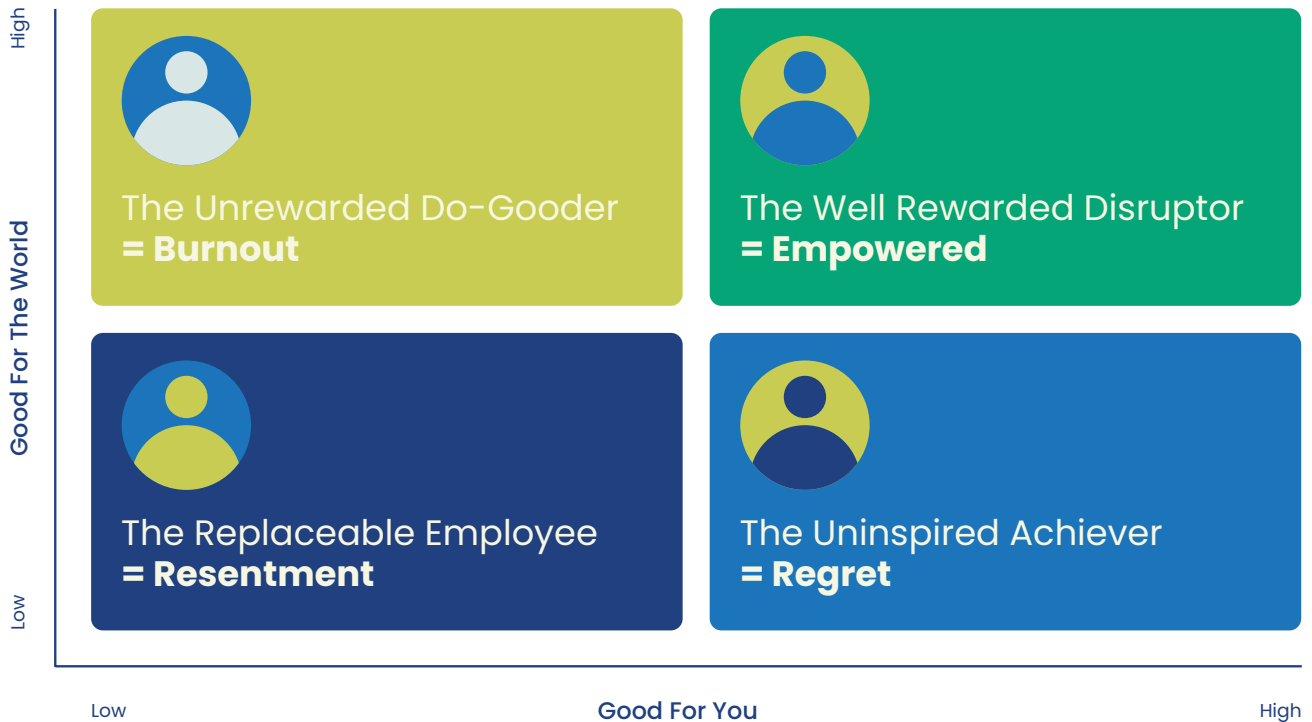 High
Good For The World
Low
The Unrewarded Do-Gooder
= Burnout
The Well Rewarded Disruptor
= Empowered
The Replaceable Employee
= Resentment
The Uninspired Achiever
= Regret
Low
Good For You
High